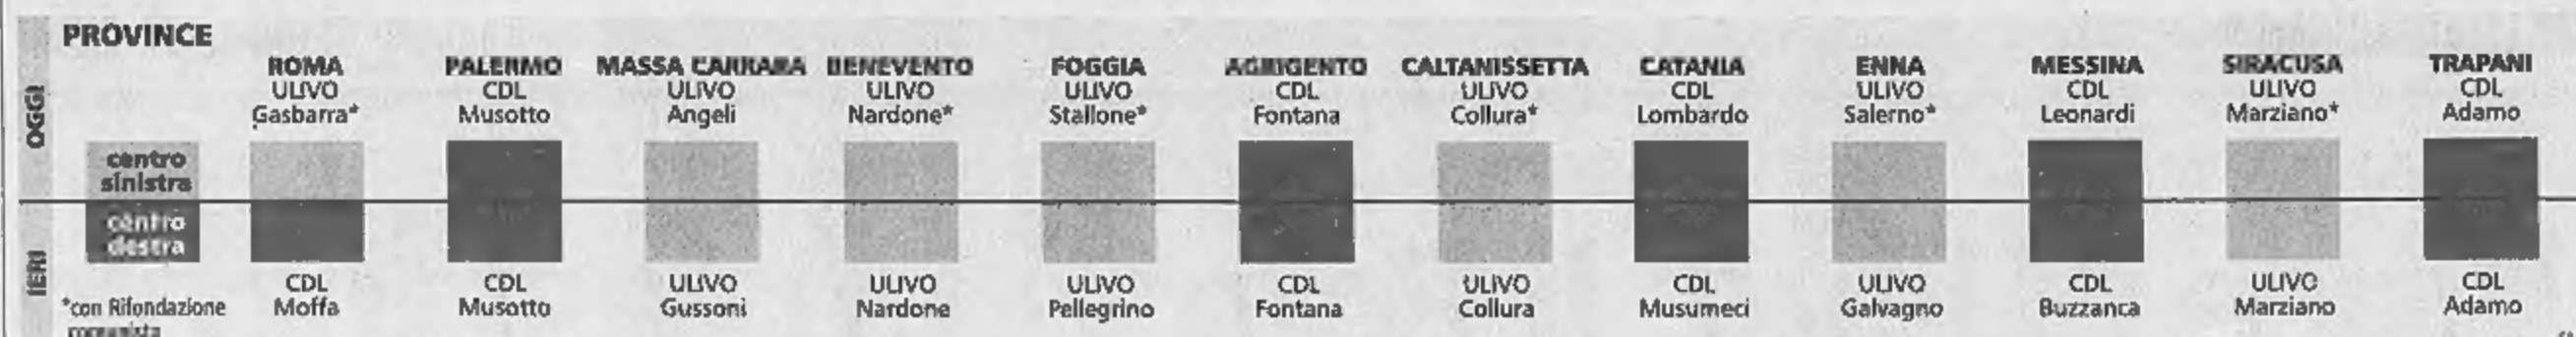 PROVINCE
OGGI
IERI
ROMA
ULIVO
Gasbarra*
PALERMO
CDL
Musotto
MASSA CARRARA
ULIVO
Angeli
BENEVENTO
ULIVO
Nardone*
FOGGIA
ULIVO
Stallone*
AGRIGENTO
CDL
Fontana
CALTANISSETTA
ULIVO
Collura*
CATANIA
CDL
Lombardo
ENNA
ULIVO
Salerno*
MESSINA
CDL
Leonardi
SIRACUSA
ULIVO
Marziano*
TRAPANI
CDL
Adamo
centro
sinistra
centro
destra
CDL
Moffa
CDL
Musotto
ULIVO
Gussoni
ULIVO
Nardone
ULIVO
Pellegrino
CDL
Fontana
ULIVO
Collura
CDL
Musumeci
ULIVO
Galvagno
CDL
Buzzanca
ULIVO
Marziano
CDL
Adamo
*con Rifondazione
comunista